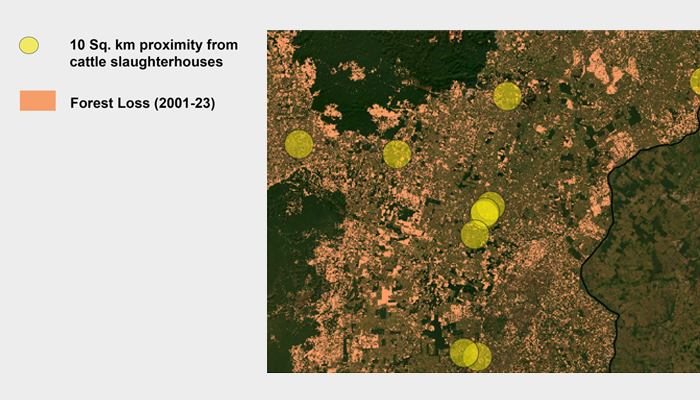 10 Sq. km proximity from
cattle slaughterhouses
Forest Loss (2001-23)